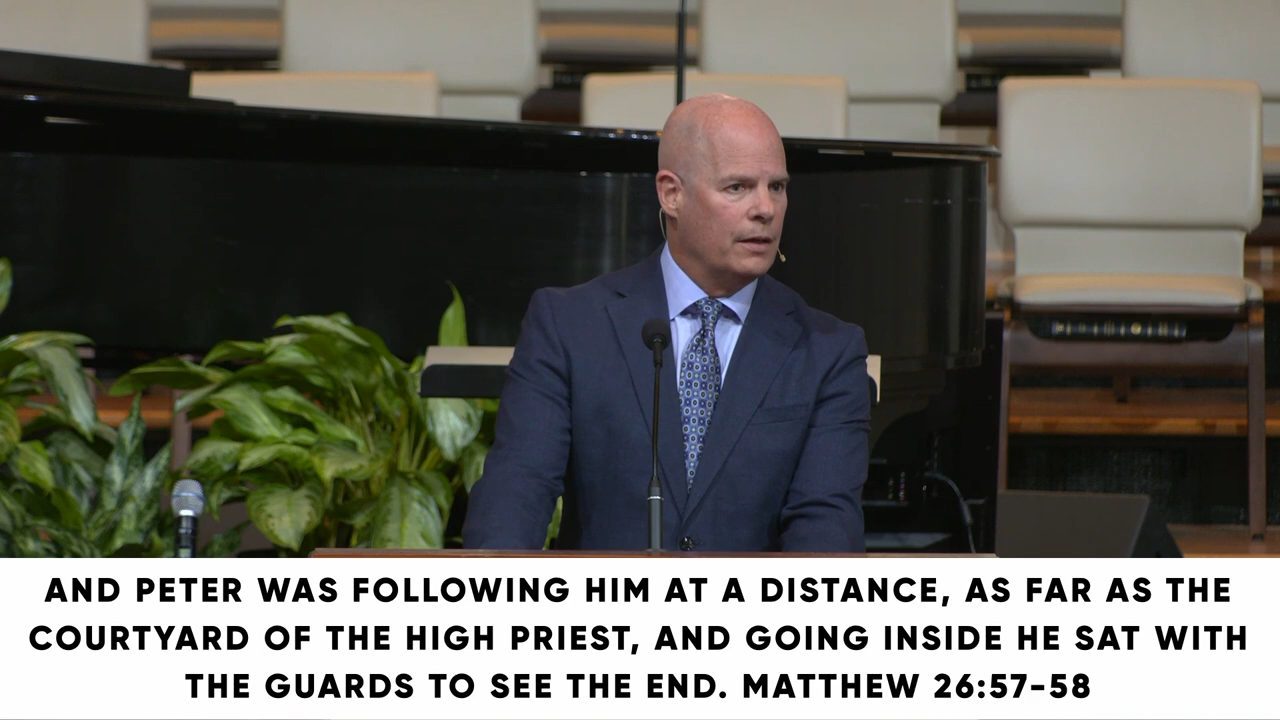 AND PETER WAS FOLLOWING HIM AT A DISTANCE, AS FAR AS THE
COURTYARD OF THE HIGH PRIEST, AND GOING INSIDE HE SAT WITH
THE GUARDS TO SEE THE END. MATTHEW 26:57-58